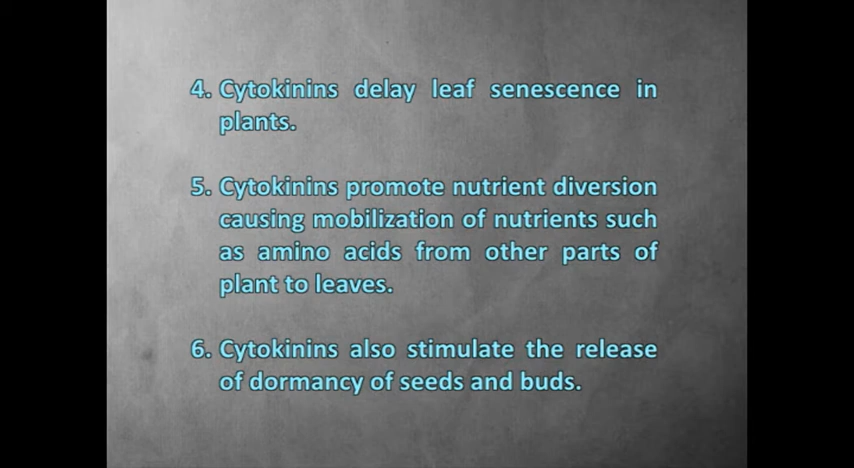 4. Cytokinins delay leaf senescence in
plants.
5. Cytokinins promote nutrient diversion
causing mobilization of nutrients such
as amino acids from other parts of
plant to leaves.
6. Cytokinins also stimulate the release
of dormancy of seeds and buds.